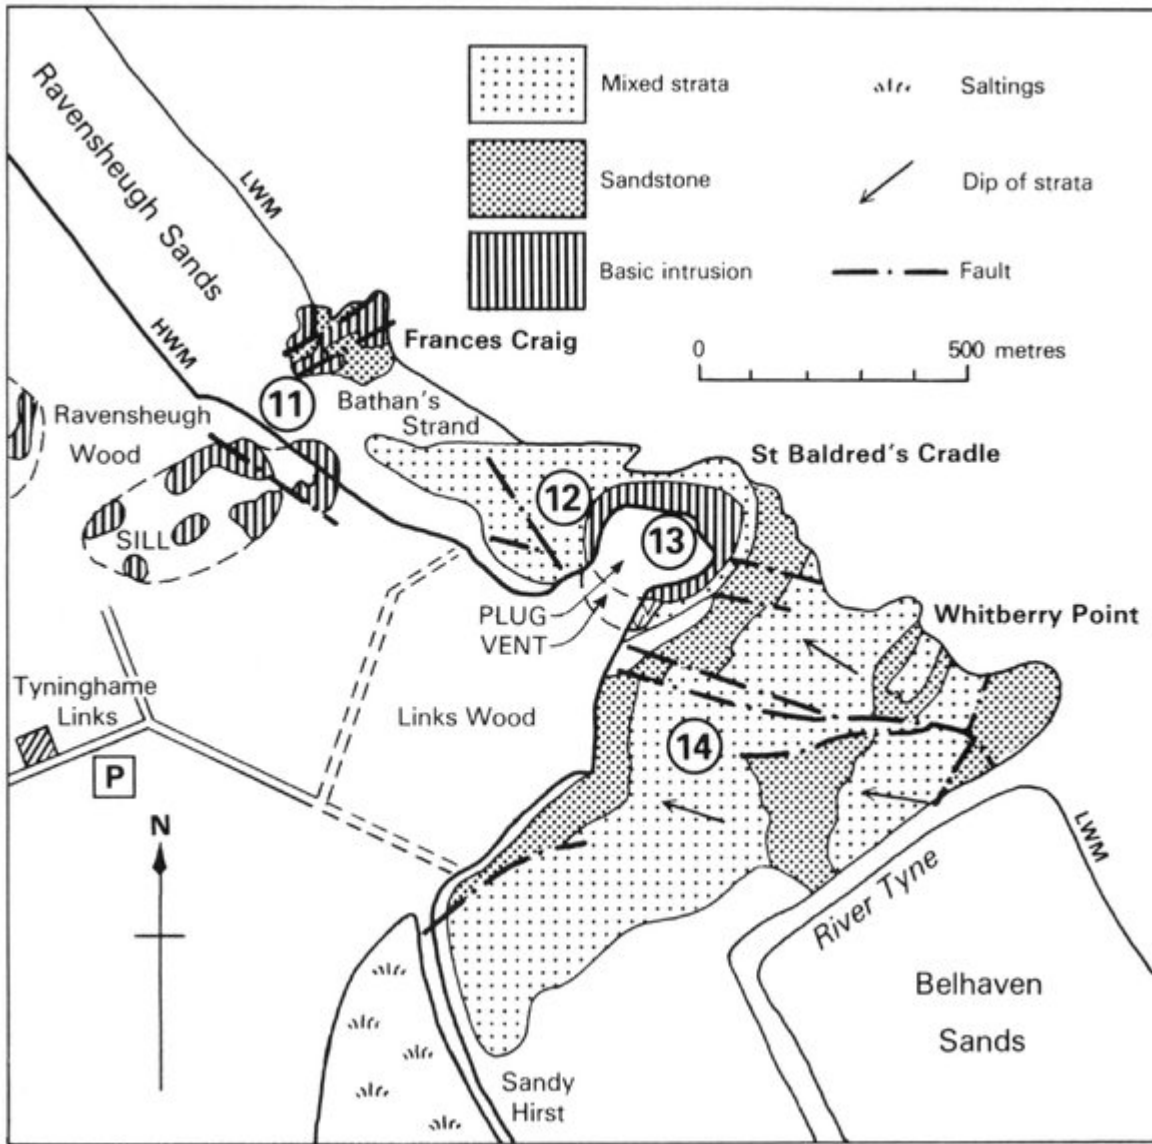 Ravensheugh Sands
LWM
HWM
Mixed strata
Sandstone
Basic intrusion
Saltings
Dip of strata
Fault
0
500 metres
Frances Craig
11
Bathan's
Strand
Ravensheugh
Wood
SILL
St Baldred's Cradle
12
13
PLUG
VENT
Whitberry Point
Tyninghame
Links
P
Links Wood
14
N
River Tyne
LWM
Belhaven
Sands
Sandy
Hirst